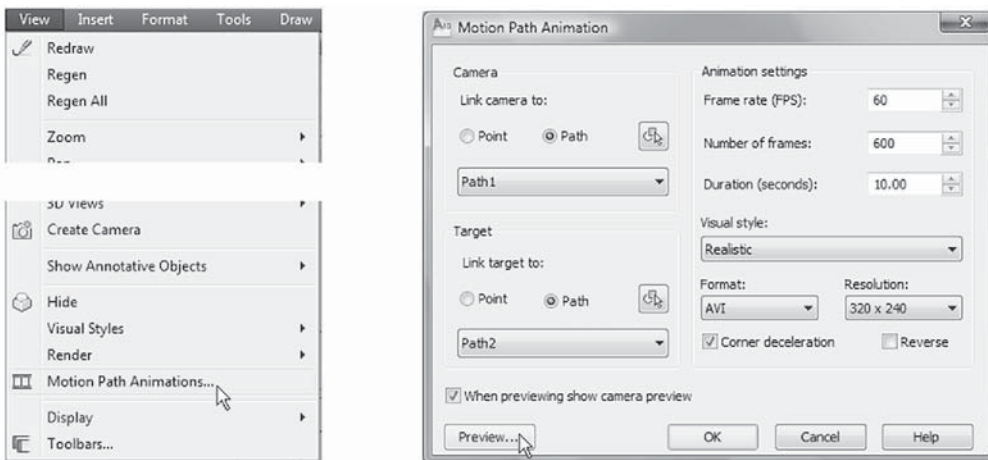 View Insert Format Tools Draw
Redraw
Regen
Regen All
Zoom
Pan
3D Views
Create Camera
Show Annotative Objects
Hide
Visual Styles
Render
Motion Path Animations...
Display
Toolbars...
Motion Path Animation
Camera
Link camera to:
Point Path
Path1
Target
Link target to:
Point Path
Path2
When previewing show camera preview
Animation settings
Frame rate (FPS): 60
Number of frames: 600
Duration (seconds): 10.00
Visual style:
Realistic
Format: Resolution:
AVI 320 x 240
Corner deceleration Reverse
Preview... OK Cancel Help